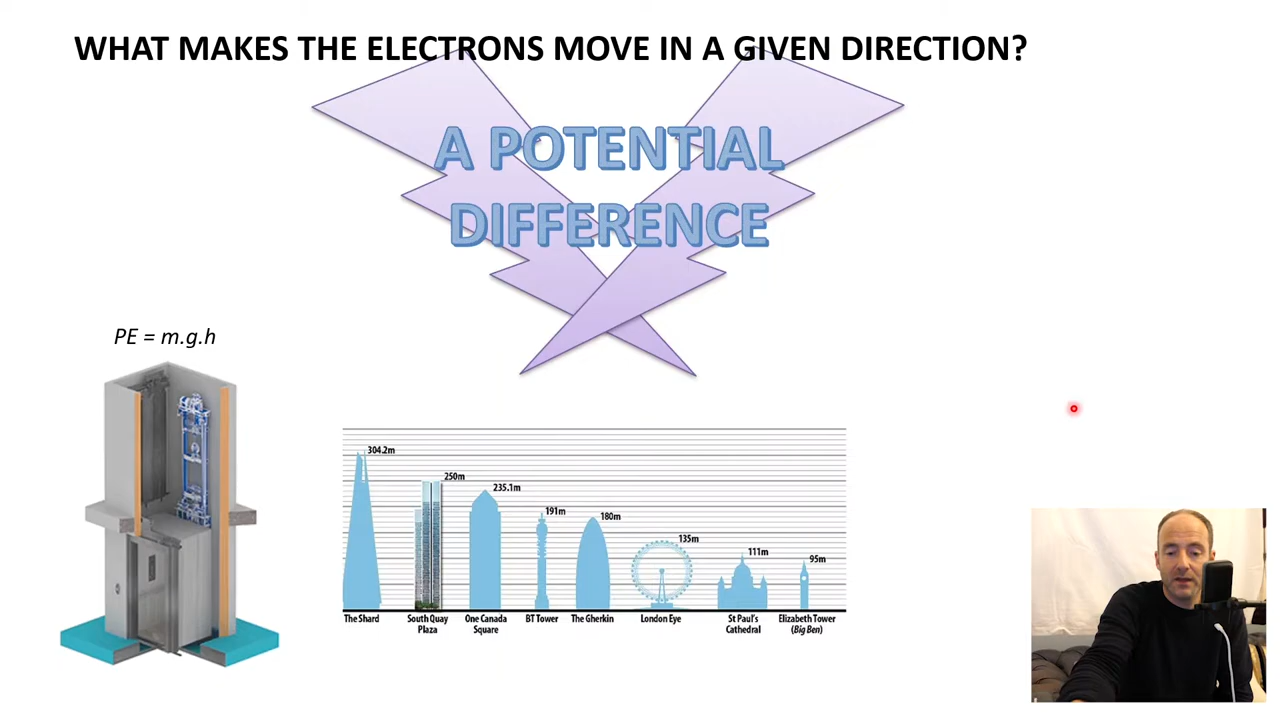 WHAT MAKES THE ELECTRONS MOVE IN A GIVEN DIRECTION?
A POTENTIAL
DIFFERENCE
PE = m.g.h
304.2m
250m
235.1m
191m
180m
135m
111m
95m
The Shard
South Quay
Plaza
One Canada
Square
BT Tower
The Gherkin
London Eye
St Paul's
Cathedral
Elizabeth Tower
(Big Ben)